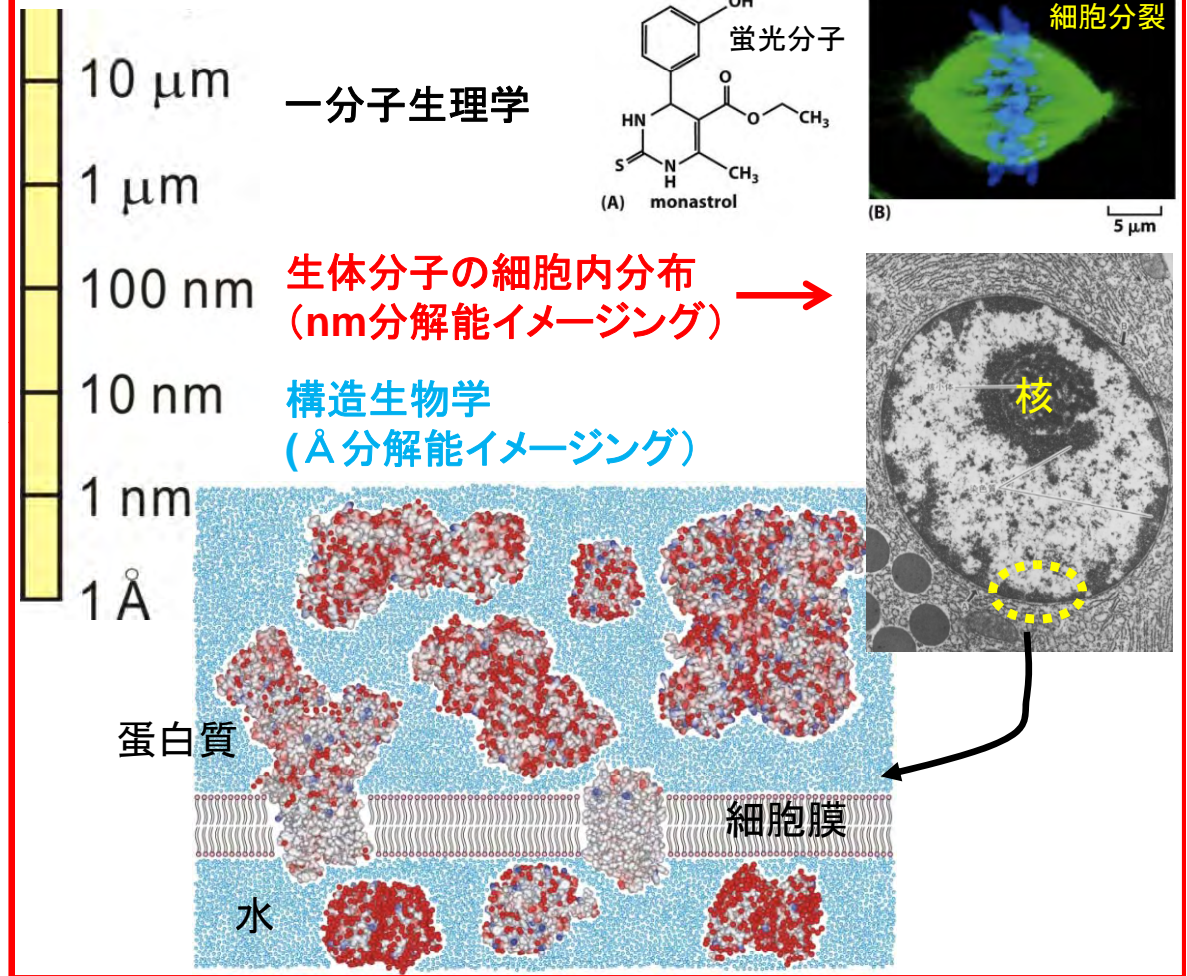 10 μm
1 μm
100 nm
10 nm
1 nm
1 Å
一分子生理学
OH
蛍光分子
HN
S
N
H
O
O
CH₃
CH₃
(A) monastrol
細胞分裂
(B)
5 μm
生体分子の細胞内分布
（nm分解能イメージング）
構造生物学
(Å分解能イメージング）
核
蛋白質
細胞膜
水